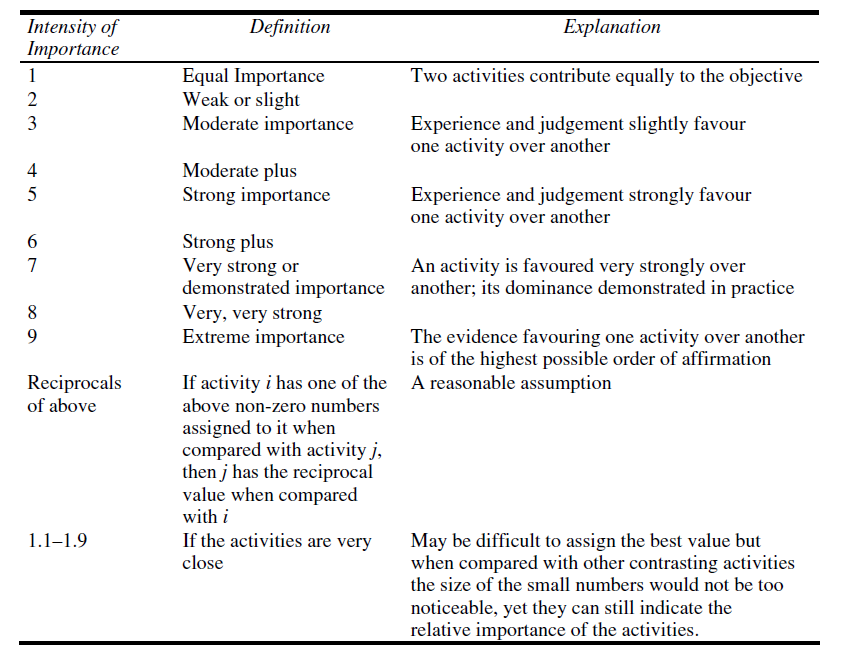 Intensity of Definition Explanation
Importance
1 Equal Importance Two activities contribute equally to the objective
2 Weak or slight
3 Moderate importance Experience and judgement slightly favour
one activity over another
4 Moderate plus
5 Strong importance Experience and judgement strongly favour
one activity over another
6 Strong plus
7 Very strong or An activity is favoured very strongly over
demonstrated importance another; its dominance demonstrated in practice
8 Very, very strong
9 Extreme importance The evidence favouring one activity over another
is of the highest possible order of affirmation
Reciprocals If activity i has one of the A reasonable assumption
of above above non-zero numbers
assigned to it when
compared with activity j,
then j has the reciprocal
value when compared
with i
1.1–1.9 If the activities are very May be difficult to assign the best value but
close when compared with other contrasting activities
the size of the small numbers would not be too
noticeable, yet they can still indicate the
relative importance of the activities.